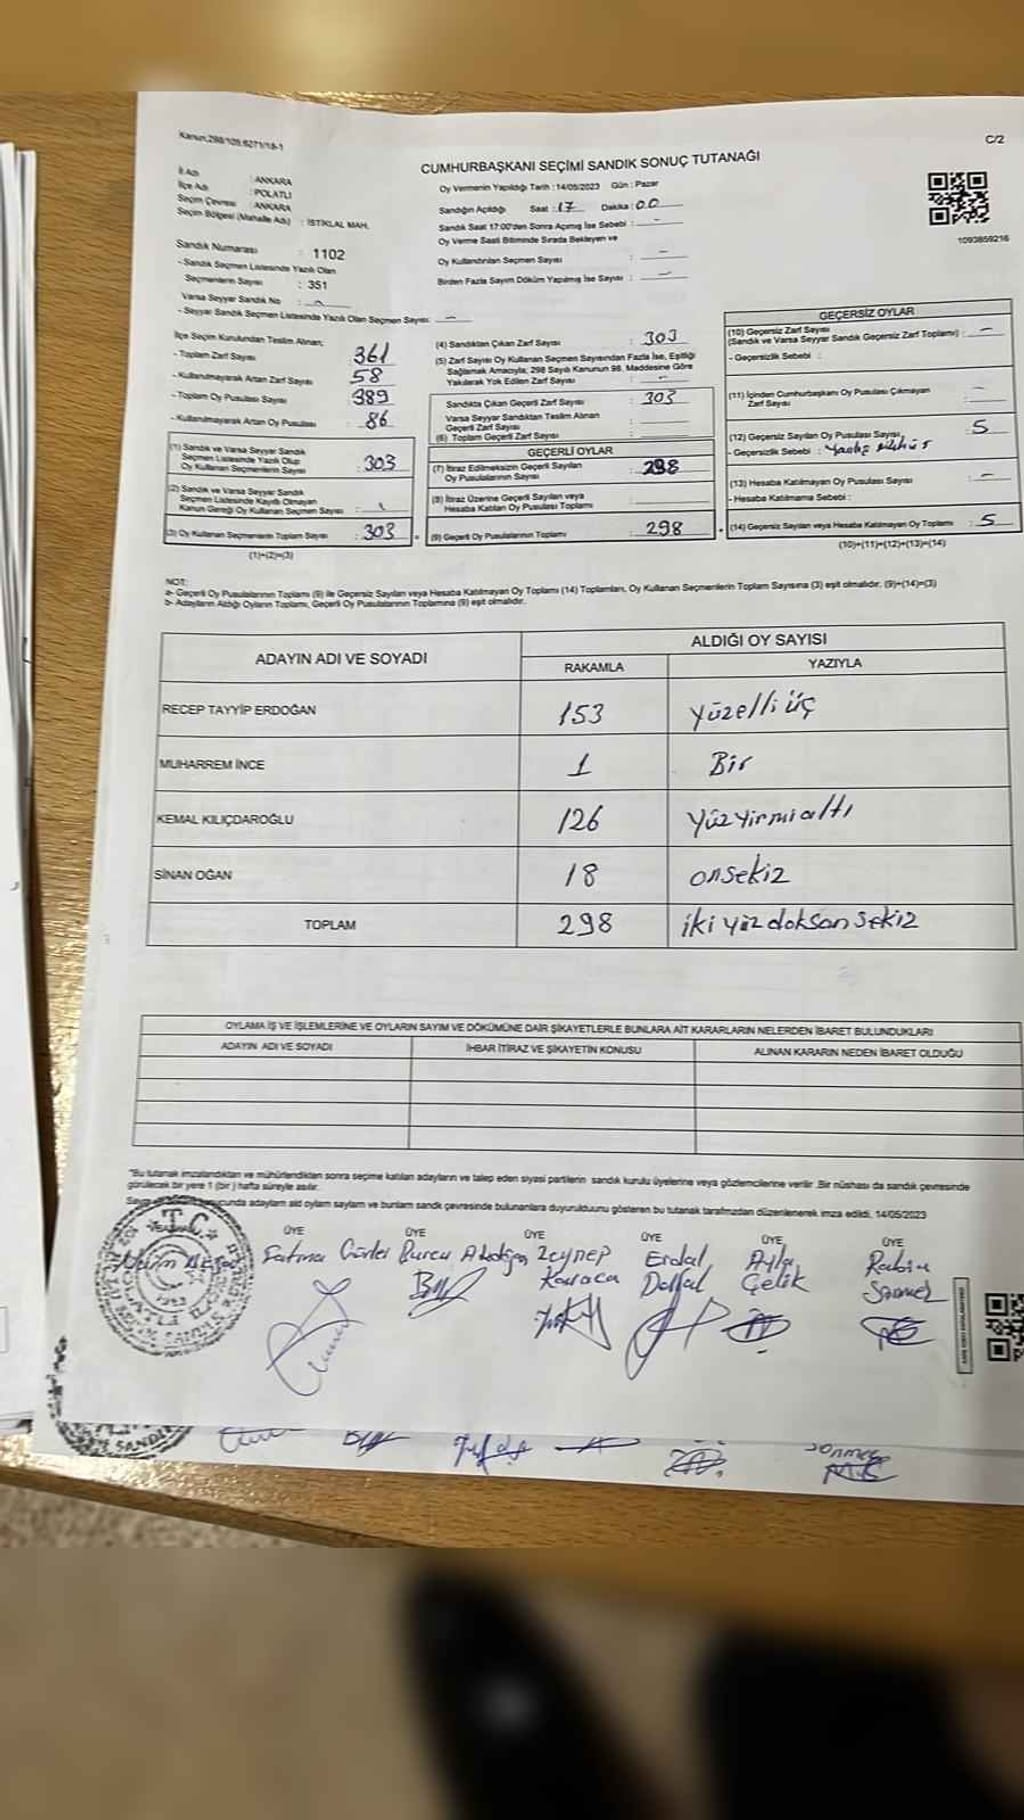 Kanun:298/105.6271/18-1
C/2
CUMHURBAŞKANI SEÇİMİ SANDIK SONUÇ TUTANAĞI
İl Adı : ANKARA
İlçe Adı : POLATLI
Seçim Çevresi : ANKARA
Seçim Bölgesi (Mahalle Adı) : İSTİKLAL MAH.
Sandık Numarası : 1102
- Sandık Seçmen Listesinde Yazılı Olan
Seçmenlerin Sayısı : 351
Varsa Seyyar Sandık No :
- Seyyar Sandık Seçmen Listesinde Yazılı Olan Seçmen Sayısı: -
Oy Vermenin Yapıldığı Tarih : 14/05/2023 Gün : Pazar
Sandığın Açıldığı Saat : 17 Dakika : 00
Sandık Saat 17:00'den Sonra Açılmış İse Sebebi : -
Oy Verme Saati Bitiminde Sırada Bekleyen ve
Oy Kullandırılan Seçmen Sayısı : -
Birden Fazla Sayım Döküm Yapılmış İse Sayısı : -
1093859216
İlçe Seçim Kurulundan Teslim Alınan;
- Toplam Zarf Sayısı 361
- Kullanılmayarak Artan Zarf Sayısı 58
- Toplam Oy Pusulası Sayısı 389
- Kullanılmayarak Artan Oy Pusulası : 86
(1) Sandık ve Varsa Seyyar Sandık
Seçmen Listesinde Yazılı Olup
Oy Kullanan Seçmenlerin Sayısı : 303
(2) Sandık ve Varsa Seyyar Sandık
Seçmen Listesinde Kayıtlı Olmayan
Kanun Gereği Oy Kullanan Seçmen Sayısı :
(3) Oy Kullanan Seçmenlerin Toplam Sayısı : 303
(1)+(2)=(3)
(4) Sandıktan Çıkan Zarf Sayısı : 303
(5) Zarf Sayısı Oy Kullanan Seçmen Sayısından Fazla İse, Eşitliği
Sağlamak Amacıyla; 298 Sayılı Kanunun 98. Maddesine Göre
Yakılarak Yok Edilen Zarf Sayısı : -
Sandıkta Çıkan Geçerli Zarf Sayısı : 303
Varsa Seyyar Sandıktan Teslim Alınan
Geçerli Zarf Sayısı :
(6) Toplam Geçerli Zarf Sayısı :
GEÇERLİ OYLAR
(7) İtiraz Edilmeksizin Geçerli Sayılan
Oy Pusulalarının Sayısı : 298
(8) İtiraz Üzerine Geçerli Sayılan veya
Hesaba Katılan Oy Pusulası Toplamı :
(9) Geçerli Oy Pusulalarının Toplamı : 298
GEÇERSİZ OYLAR
(10) Geçersiz Zarf Sayısı
(Sandık ve Varsa Seyyar Sandık Geçersiz Zarf Toplamı) : -
- Geçersizlik Sebebi :
(11) İçinden Cumhurbaşkanı Oy Pusulası Çıkmayan
Zarf Sayısı : -
(12) Geçersiz Sayılan Oy Pusulası Sayısı : 5
- Geçersizlik Sebebi :
(13) Hesaba Katılmayan Oy Pusulası Sayısı : -
- Hesaba Katılmama Sebebi :
(14) Geçersiz Sayılan veya Hesaba Katılmayan Oy Toplamı : 5
(10)+(11)+(12)+(13)=(14)
NOT:
a- Geçerli Oy Pusulalarının Toplamı (9) ile Geçersiz Sayılan veya Hesaba Katılmayan Oy Toplamı (14) Toplamları, Oy Kullanan Seçmenlerin Toplam Sayısına (3) eşit olmalıdır. (9)+(14)=(3)
b- Adayların Aldığı Oyların Toplamı, Geçerli Oy Pusulalarının Toplamına (9) eşit olmalıdır.
ADAYIN ADI VE SOYADI
ALDIĞI OY SAYISI
RAKAMLA YAZIYLA
RECEP TAYYİP ERDOĞAN 153 yüzelli üç
MUHARREM İNCE 1 Bir
KEMAL KILIÇDAROĞLU 126 yüzyirmialtı
SİNAN OĞAN 18 onsekiz
TOPLAM 298 iki yüz doksan sekiz
OYLAMA İŞ VE İŞLEMLERİNE VE OYLARIN SAYIM VE DÖKÜMÜNE DAİR ŞİKAYETLERLE BUNLARA AİT KARARLARIN NELERDEN İBARET BULUNDUKLARI
ADAYIN ADI VE SOYADI İHBAR İTİRAZ VE ŞİKAYETİN KONUSU ALINAN KARARIN NEDEN İBARET OLDUĞU
"Bu tutanak imzalandıktan ve mühürlendikten sonra seçime katılan adayların ve talep eden siyasi partilerin sandık kurulu üyelerine veya gözlemcilerine verilir. Bir nüshası da sandık çevresinde
görülecek bir yere 1 (bir) hafta süreyle asılır.
Sayım sonucunda adayların ald oyların sayların ve bunların sandık çevresinde bulunanlara duyurulduunu gösteren bu tutanak tarafımızdan düzenlenerek imza edildi. 14/05/2023
ÜYE ÜYE ÜYE ÜYE ÜYE ÜYE
Fatma Gürler Burcu Zeynep Erdal Ayla Rabia
Karaca Çelik Sönmez
T.C.
Sönmez